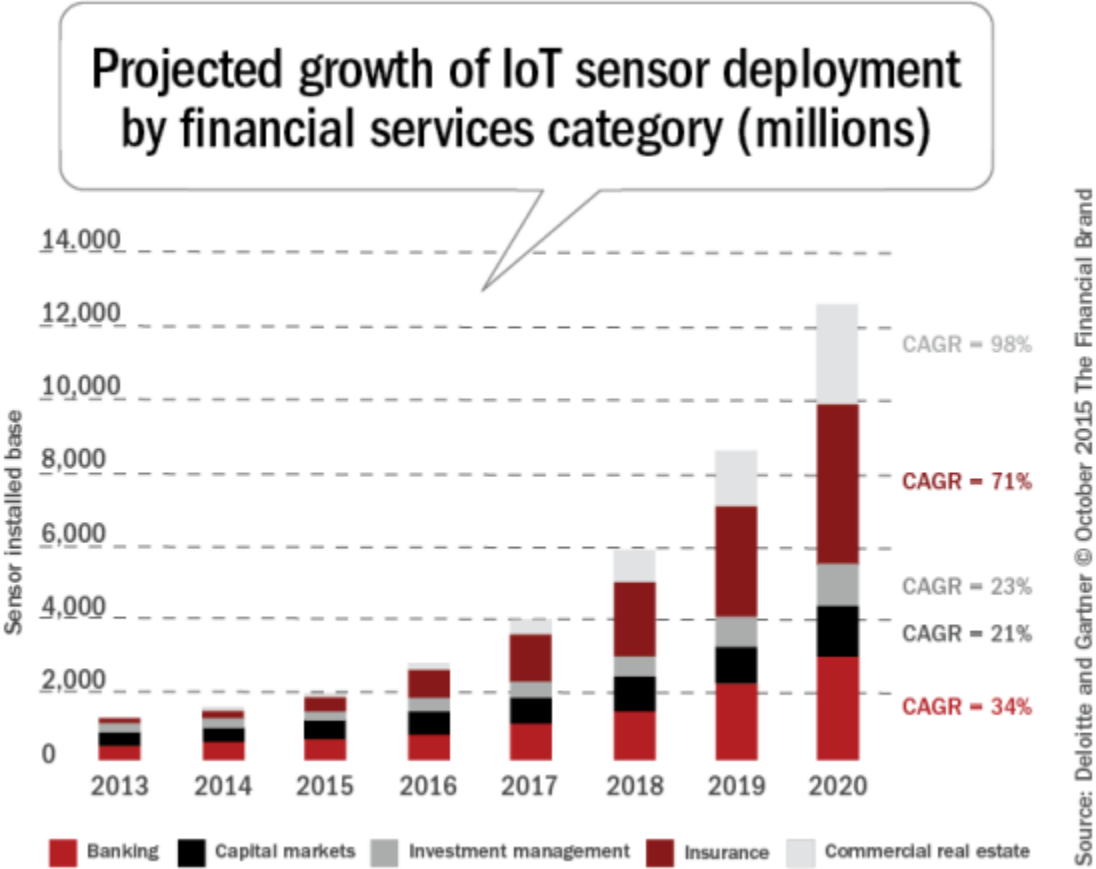 Projected growth of IoT sensor deployment
by financial services category (millions)
14,000
12,000
10,000
8,000
6,000
4,000
2,000
0
Sensor installed base
CAGR = 98%
CAGR = 71%
CAGR = 23%
CAGR = 21%
CAGR = 34%
2013 2014 2015 2016 2017 2018 2019 2020
Banking Capital markets Investment management Insurance Commercial real estate
Source: Deloitte and Gartner © October 2015 The Financial Brand